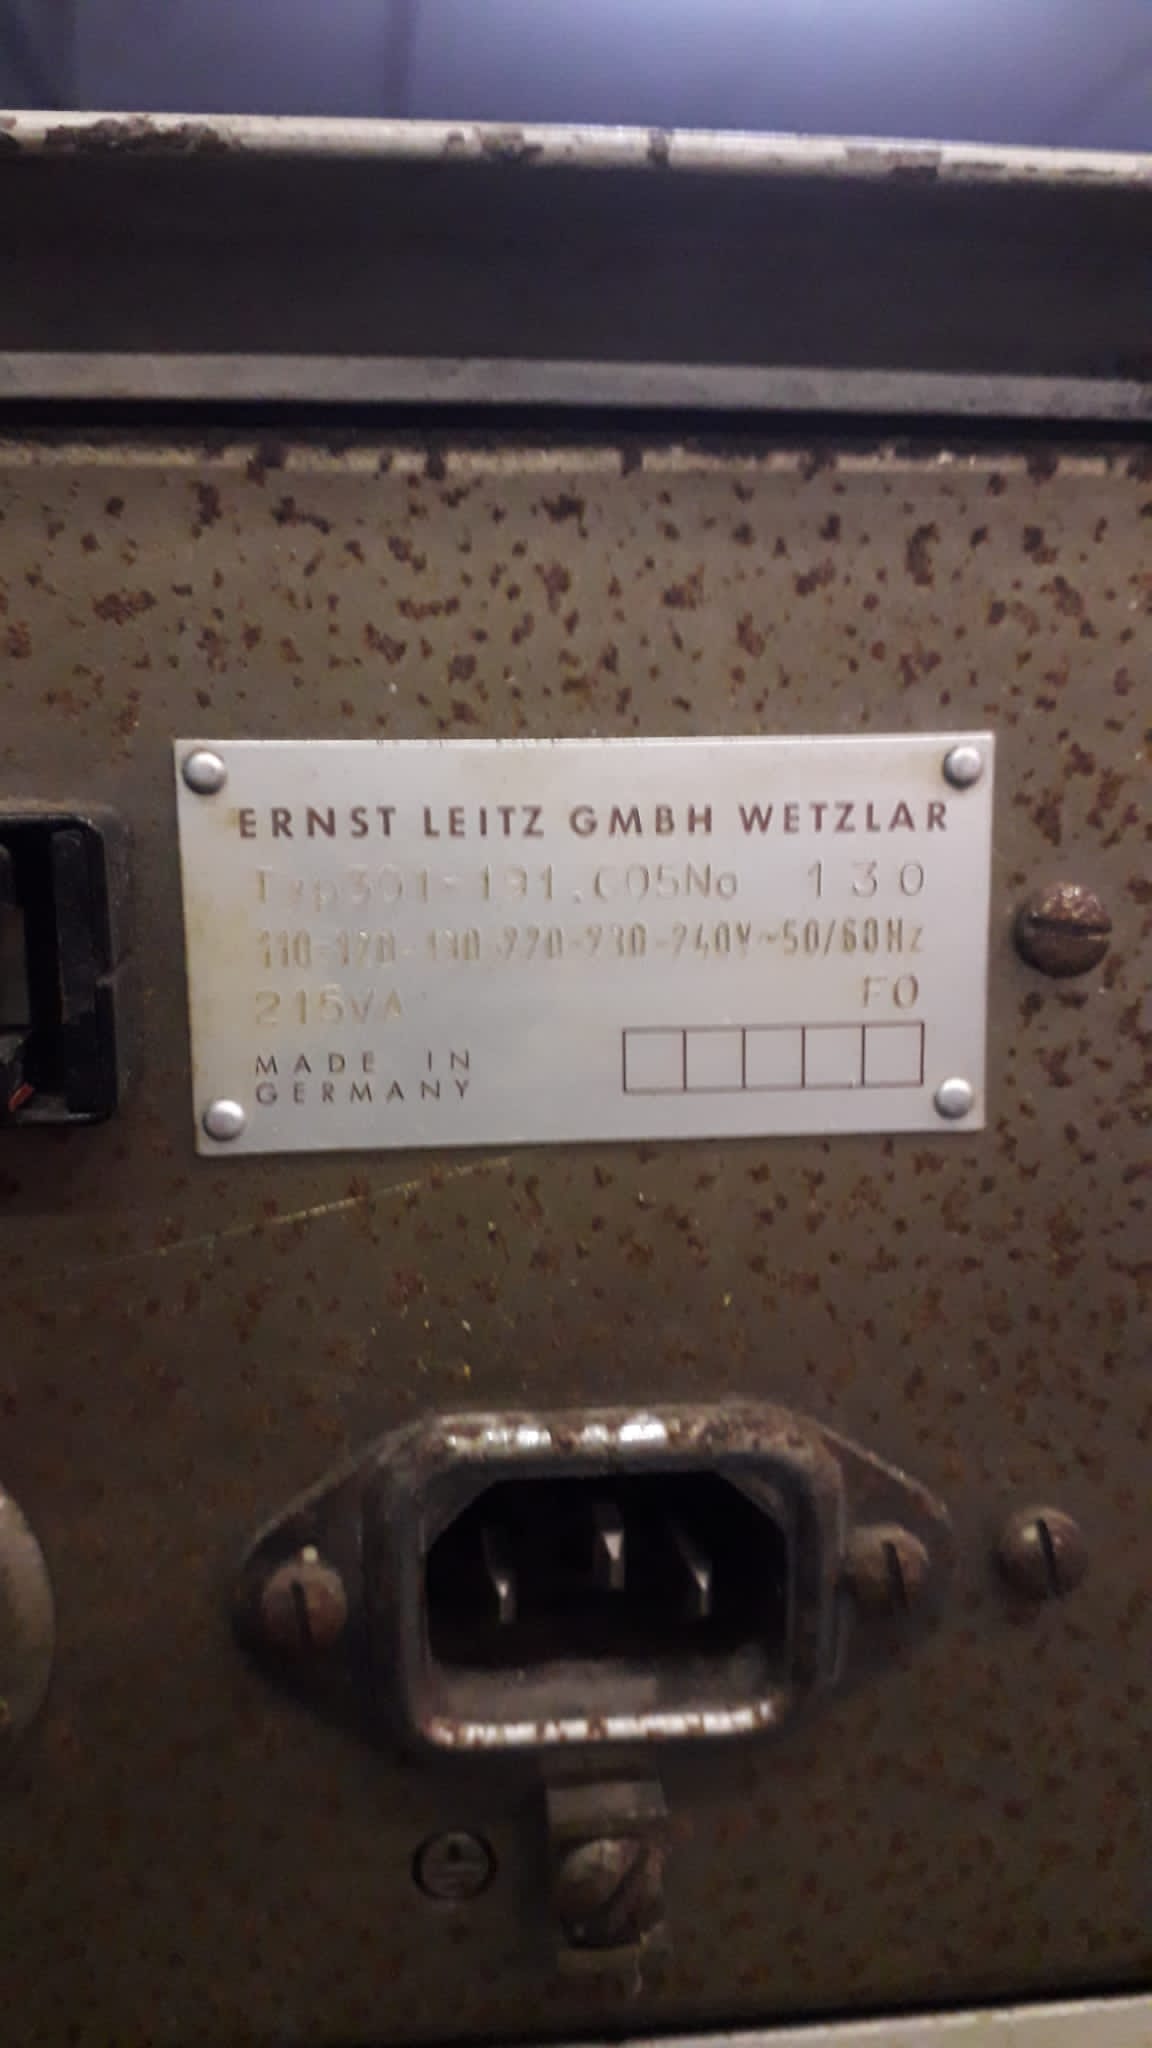 ERNST LEITZ GMBH WETZLAR
Typ301-191.005No 130
110-120-130,220-230-240V~50/60Hz
215VA FO
MADE IN
GERMANY